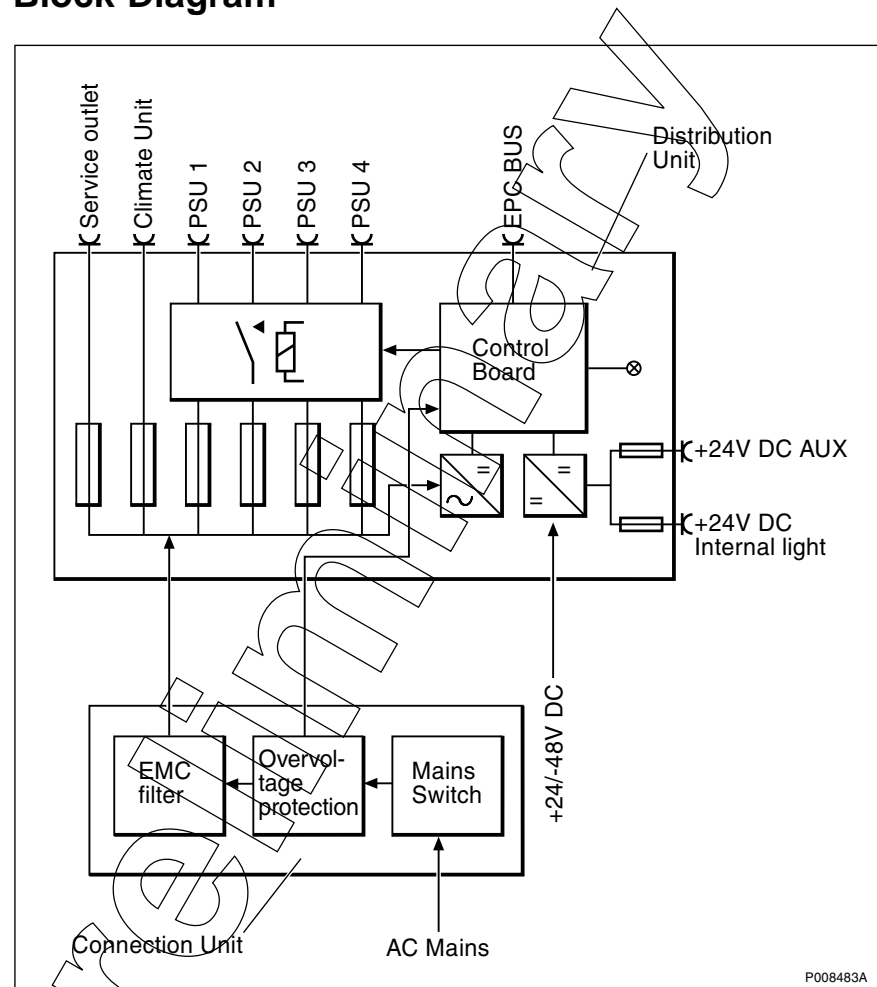 Block Diagram
Service outlet
Climate Unit
PSU 1
PSU 2
PSU 3
PSU 4
EPC BUS
Distribution
Unit
Control
Board
+24V DC AUX
+24V DC
Internal light
+24/-48V DC
EMC
filter
Overvol-
tage
protection
Mains
Switch
Connection Unit
AC Mains
P008483A
reliminary